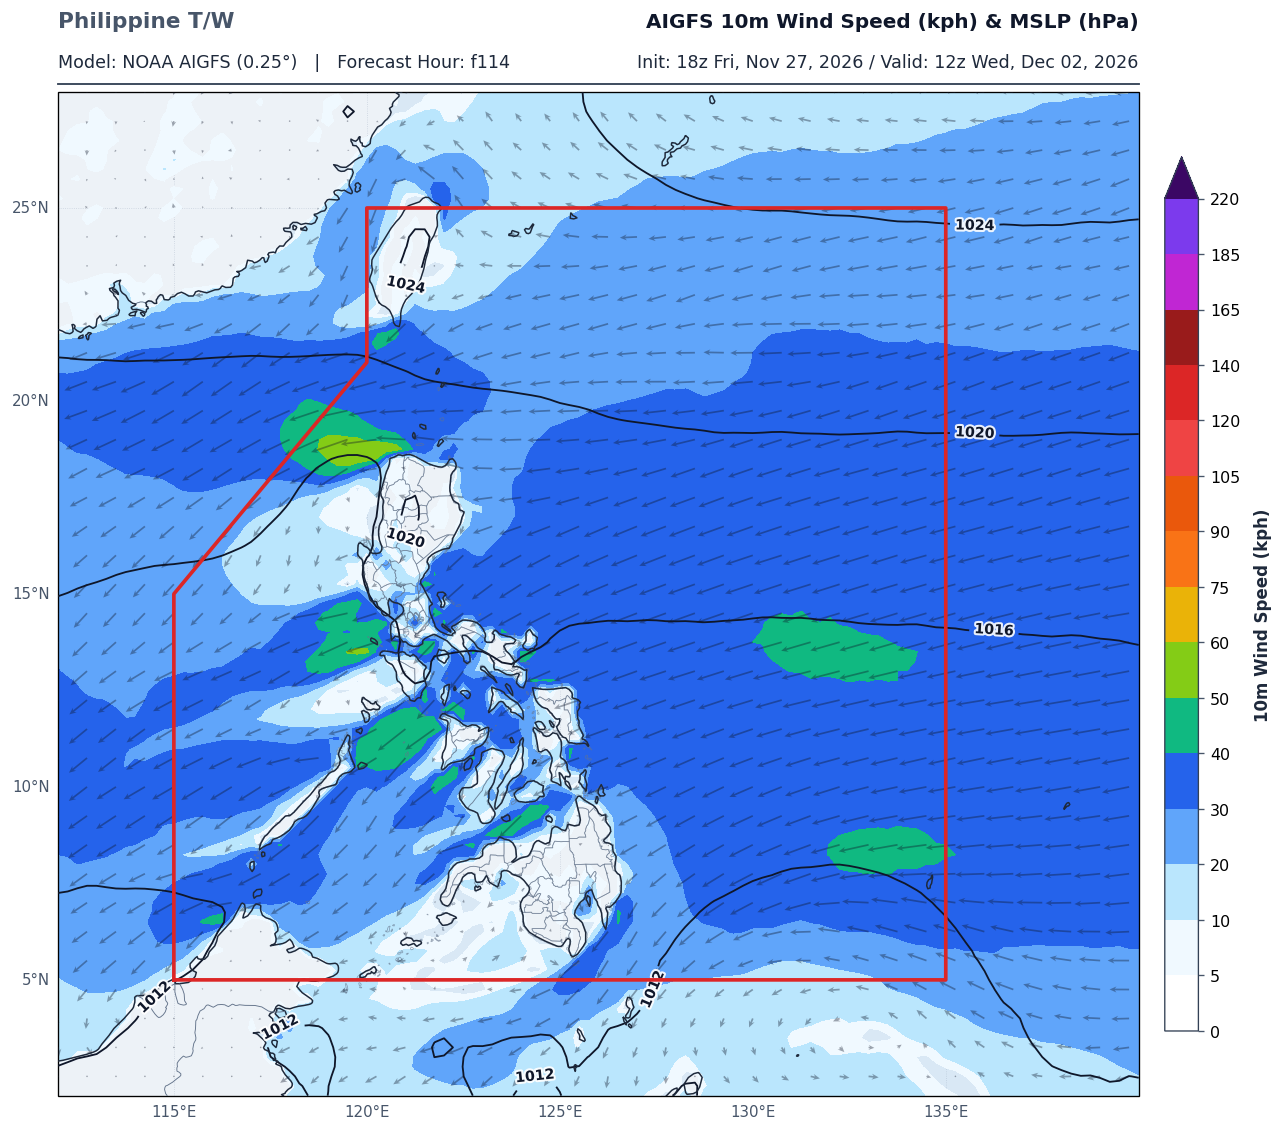 Philippine T/W
AIGFS 10m Wind Speed (kph) & MSLP (hPa)
Model: NOAA AIGFS (0.25°) | Forecast Hour: f114
Init: 18z Fri, Nov 27, 2026 / Valid: 12z Wed, Dec 02, 2026
25°N
20°N
15°N
10°N
5°N
1024
1024
1020
1020
1016
1012
1012
1012
1012
115°E
120°E
125°E
130°E
135°E
220
185
165
140
120
105
90
75
60
50
40
30
20
10
5
0
10m Wind Speed (kph)